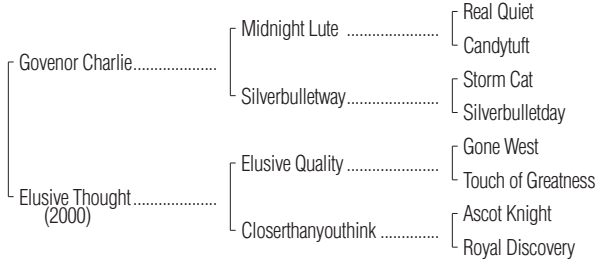 Real Quiet
Midnight Lute ......................
Candytuft
Govenor Charlie....................
Storm Cat
Silverbulletway......................
Silverbulletday
Gone West
Elusive Quality ......................
Touch of Greatness
Elusive Thought....................
(2000)
Ascot Knight
Closerthanyouthink ..............
Royal Discovery